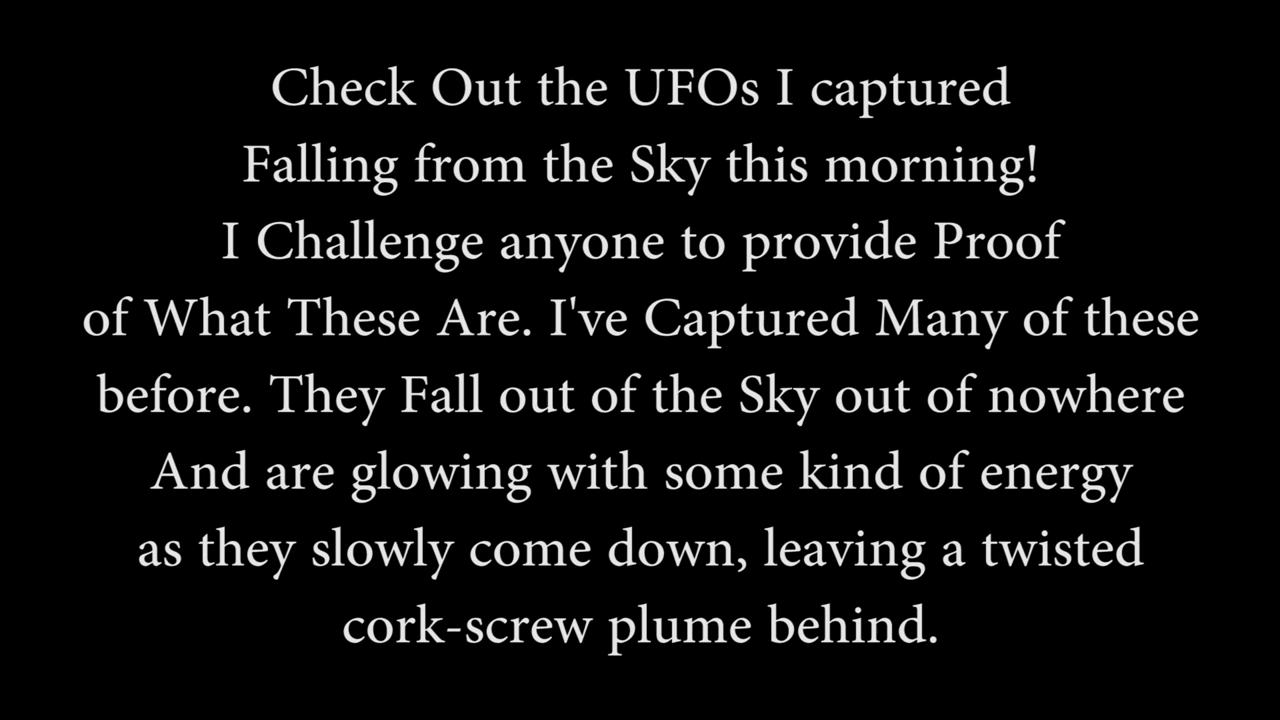 Check Out the UFOs I captured
Falling from the Sky this morning!
I Challenge anyone to provide Proof
of What These Are. I've Captured Many of these
before. They Fall out of the Sky out of nowhere
And are glowing with some kind of energy
as they slowly come down, leaving a twisted
cork-screw plume behind.